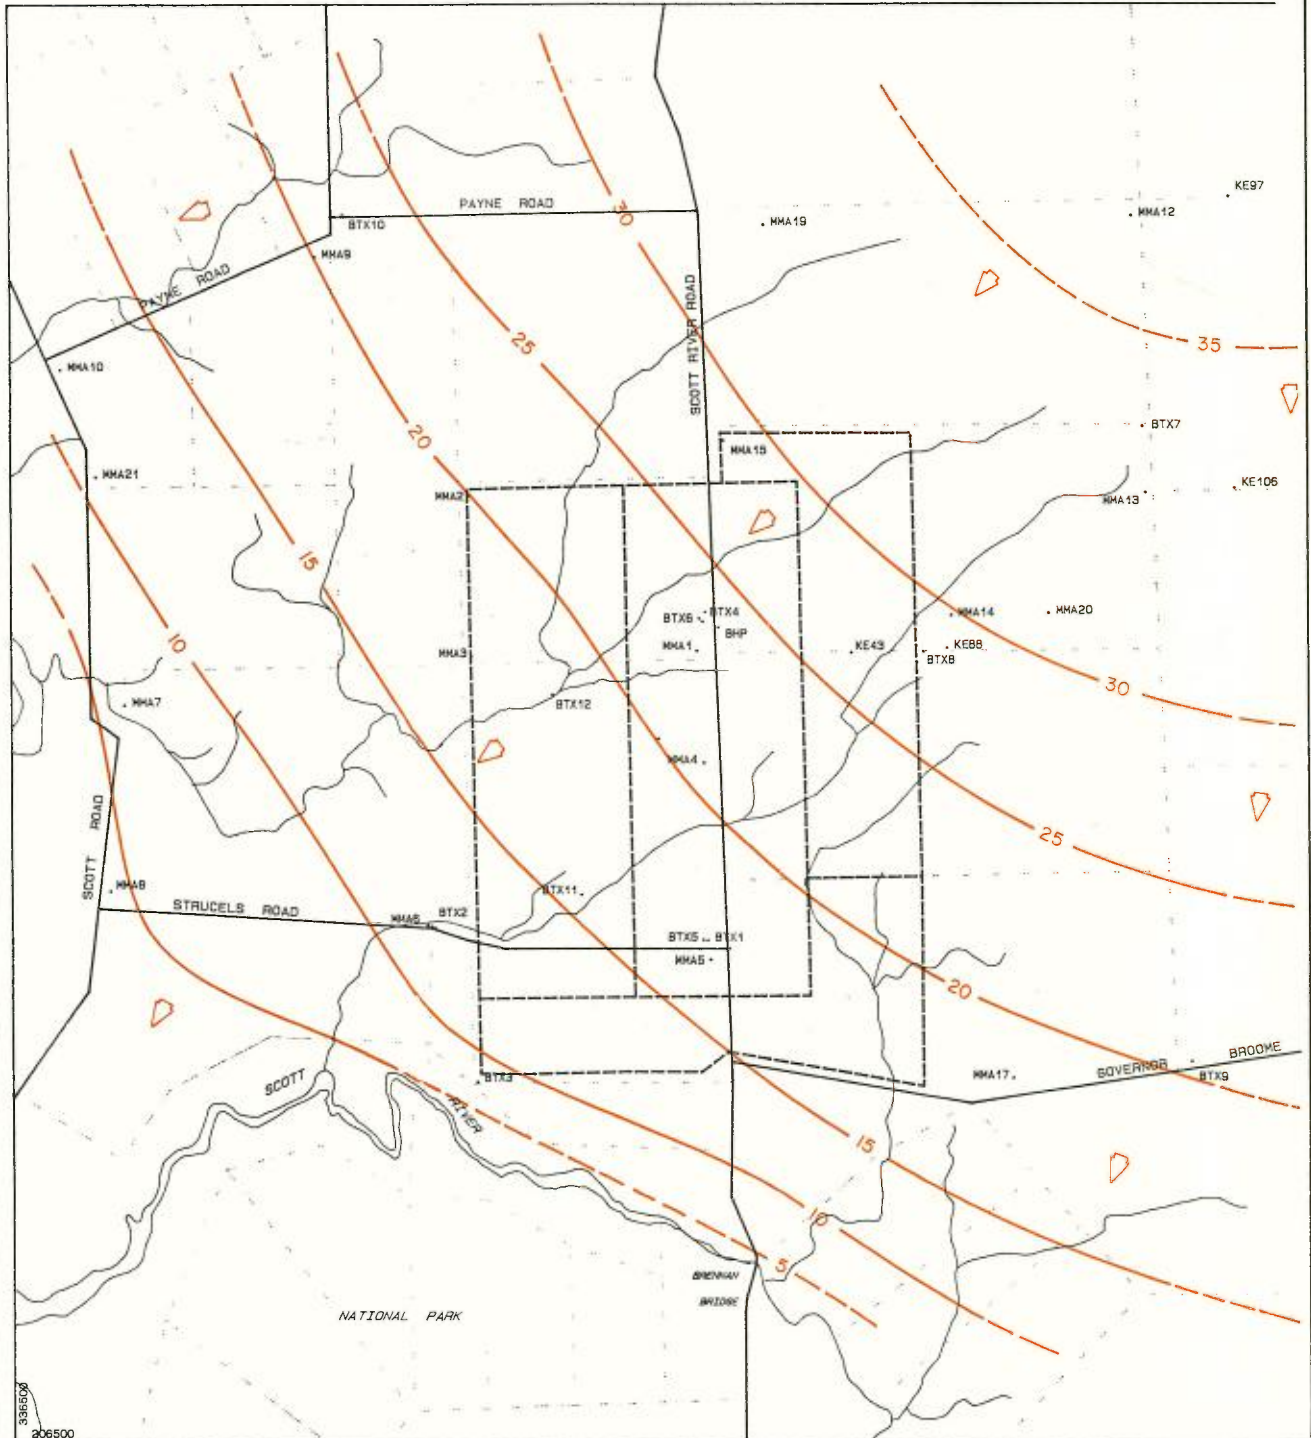 KE97
MMA12
PAYNE ROAD
30
MMA19
BTX10
MMA9
PAYNE ROAD
SCOTT RIVER ROAD
25
35
MMA10
BTX7
20
MMA15
MMA21
MMA2
KE106
MMA13
15
BTX4
BTX6
MMA14
MMA20
BHP
10
MMA3
MMA1
KE43
KE88
BTX8
30
MMA7
BTX12
MMA4
SCOTT ROAD
25
MMA8
BTX11
STRUCELS ROAD
MMA6
BTX2
BTX5
BTX1
MMA5
20
GOVERNOR BROOME
MMA17
BTX9
SCOTT RIVER
BTX3
15
10
5
BRENNAN
BRIDGE
NATIONAL PARK
336500
206500